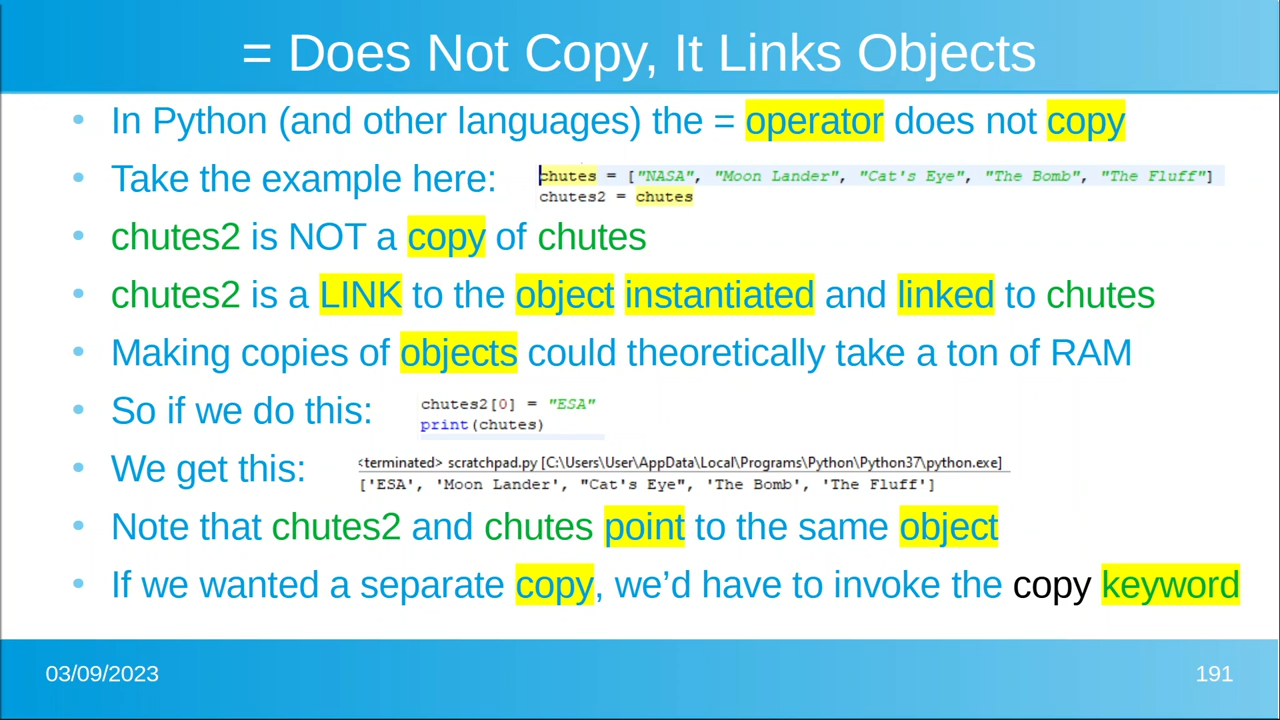 = Does Not Copy, It Links Objects
In Python (and other languages) the = operator does not copy
Take the example here:
chutes = ["NASA", "Moon Lander", "Cat's Eye", "The Bomb", "The Fluff"]
chutes2 = chutes
chutes2 is NOT a copy of chutes
chutes2 is a LINK to the object instantiated and linked to chutes
Making copies of objects could theoretically take a ton of RAM
So if we do this:
chutes2[0] = "ESA"
print(chutes)
We get this:
<terminated> scratchpad.py [C:\Users\User\AppData\Local\Programs\Python\Python37\python.exe]
['ESA', 'Moon Lander', "Cat's Eye", 'The Bomb', 'The Fluff']
Note that chutes2 and chutes point to the same object
If we wanted a separate copy, we’d have to invoke the copy keyword
03/09/2023
191